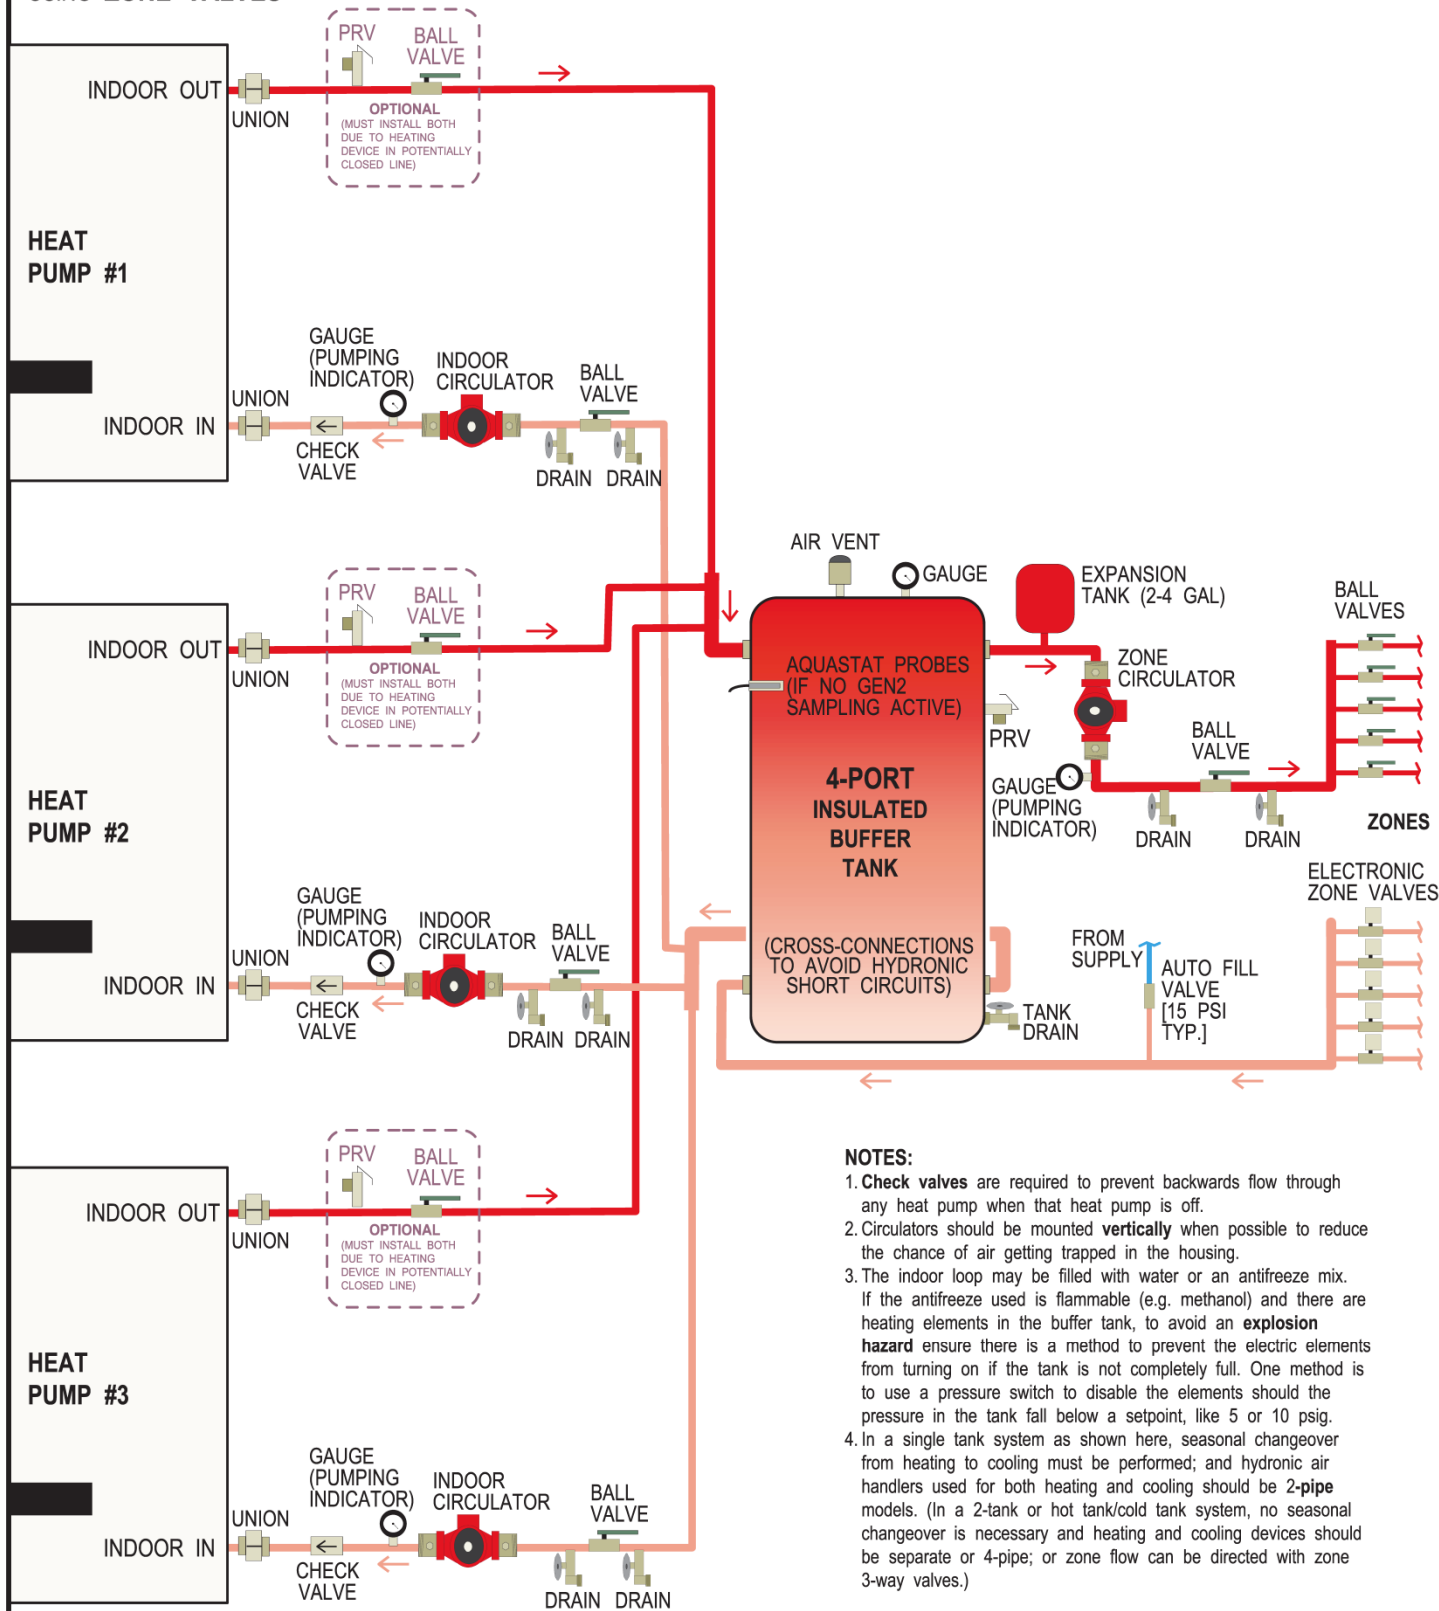 using ZONE VALVES
PRV
BALL
VALVE
INDOOR OUT
UNION
OPTIONAL
(MUST INSTALL BOTH
DUE TO HEATING
DEVICE IN POTENTIALLY
CLOSED LINE)
HEAT
PUMP #1
GAUGE
(PUMPING
INDICATOR)
INDOOR
CIRCULATOR
BALL
VALVE
UNION
INDOOR IN
CHECK
VALVE
DRAIN DRAIN
PRV
BALL
VALVE
INDOOR OUT
UNION
OPTIONAL
(MUST INSTALL BOTH
DUE TO HEATING
DEVICE IN POTENTIALLY
CLOSED LINE)
HEAT
PUMP #2
GAUGE
(PUMPING
INDICATOR)
INDOOR
CIRCULATOR
BALL
VALVE
UNION
INDOOR IN
CHECK
VALVE
DRAIN DRAIN
PRV
BALL
VALVE
INDOOR OUT
UNION
OPTIONAL
(MUST INSTALL BOTH
DUE TO HEATING
DEVICE IN POTENTIALLY
CLOSED LINE)
HEAT
PUMP #3
GAUGE
(PUMPING
INDICATOR)
INDOOR
CIRCULATOR
BALL
VALVE
UNION
INDOOR IN
CHECK
VALVE
DRAIN DRAIN
AIR VENT
GAUGE
EXPANSION
TANK (2-4 GAL)
BALL
VALVES
AQUASTAT PROBES
(IF NO GEN2
SAMPLING ACTIVE)
ZONE
CIRCULATOR
PRV
BALL
VALVE
4-PORT
INSULATED
BUFFER
TANK
GAUGE
(PUMPING
INDICATOR)
DRAIN
DRAIN
ZONES
ELECTRONIC
ZONE VALVES
(CROSS-CONNECTIONS
TO AVOID HYDRONIC
SHORT CIRCUITS)
FROM
SUPPLY
AUTO FILL
VALVE
[15 PSI
TYP.]
TANK
DRAIN
NOTES:
1. Check valves are required to prevent backwards flow through
any heat pump when that heat pump is off.
2. Circulators should be mounted vertically when possible to reduce
the chance of air getting trapped in the housing.
3. The indoor loop may be filled with water or an antifreeze mix.
If the antifreeze used is flammable (e.g. methanol) and there are
heating elements in the buffer tank, to avoid an explosion
hazard ensure there is a method to prevent the electric elements
from turning on if the tank is not completely full. One method is
to use a pressure switch to disable the elements should the
pressure in the tank fall below a setpoint, like 5 or 10 psig.
4. In a single tank system as shown here, seasonal changeover
from heating to cooling must be performed; and hydronic air
handlers used for both heating and cooling should be 2-pipe
models. (In a 2-tank or hot tank/cold tank system, no seasonal
changeover is necessary and heating and cooling devices should
be separate or 4-pipe; or zone flow can be directed with zone
3-way valves.)